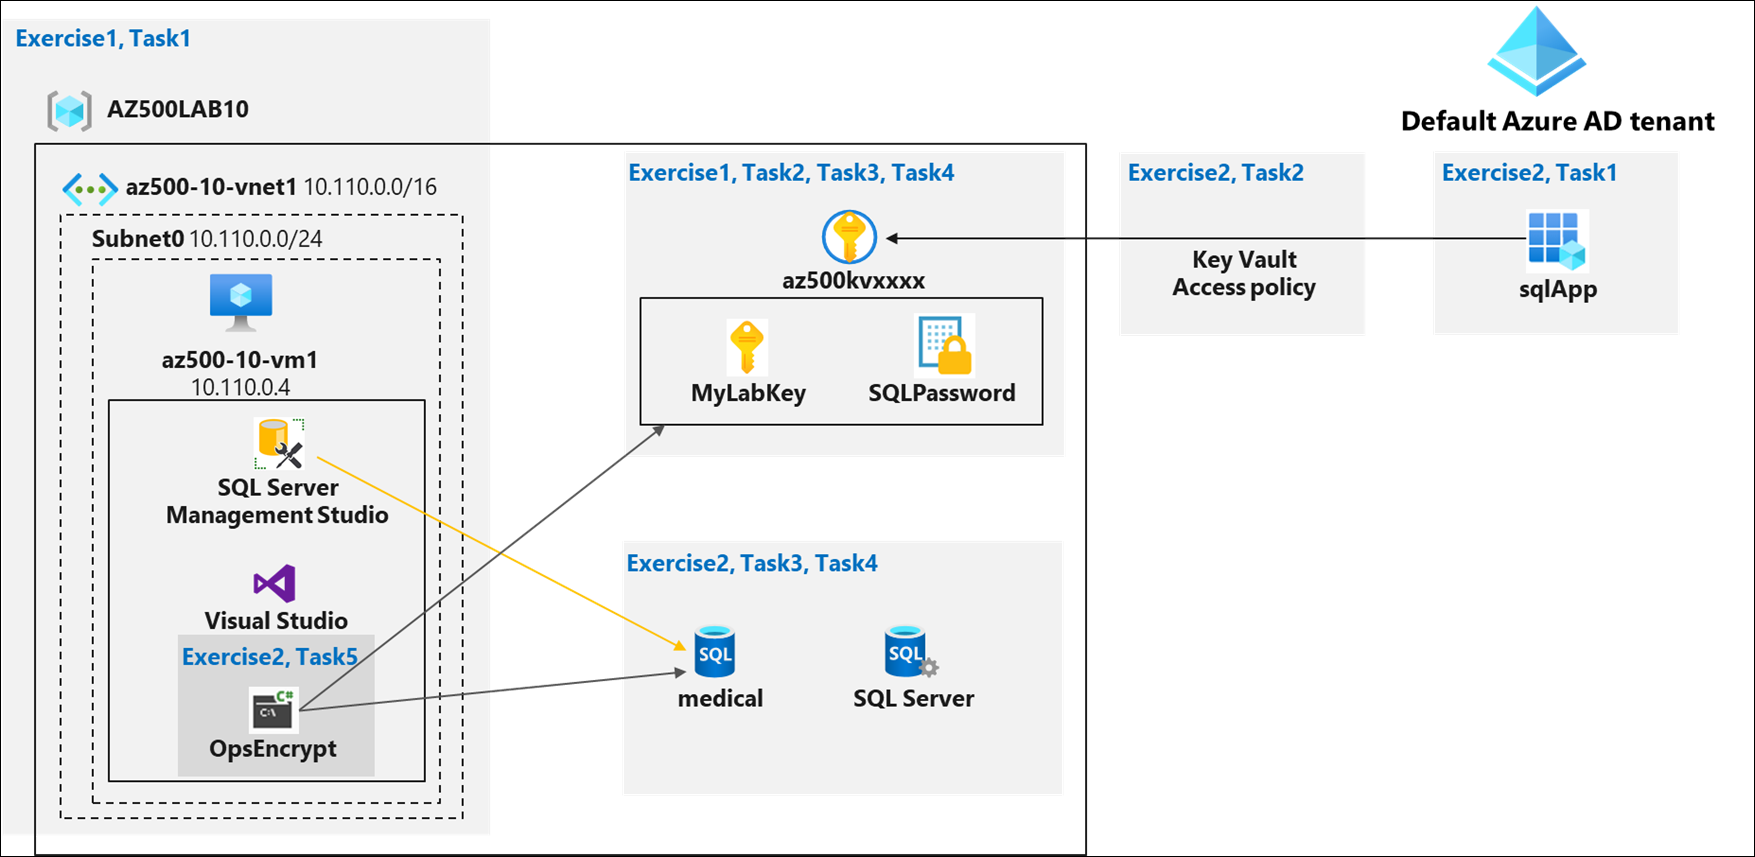 Exercise1, Task1
AZ500LAB10
az500-10-vnet1 10.110.0.0/16
Subnet0 10.110.0.0/24
az500-10-vm1
10.110.0.4
SQL Server
Management Studio
Visual Studio
Exercise2, Task5
C#
C:\
OpsEncrypt
Exercise1, Task2, Task3, Task4
az500kvxxxx
MyLabKey
SQLPassword
Exercise2, Task3, Task4
SQL
medical
SQL
SQL Server
Exercise2, Task2
Key Vault
Access policy
Default Azure AD tenant
Exercise2, Task1
sqlApp